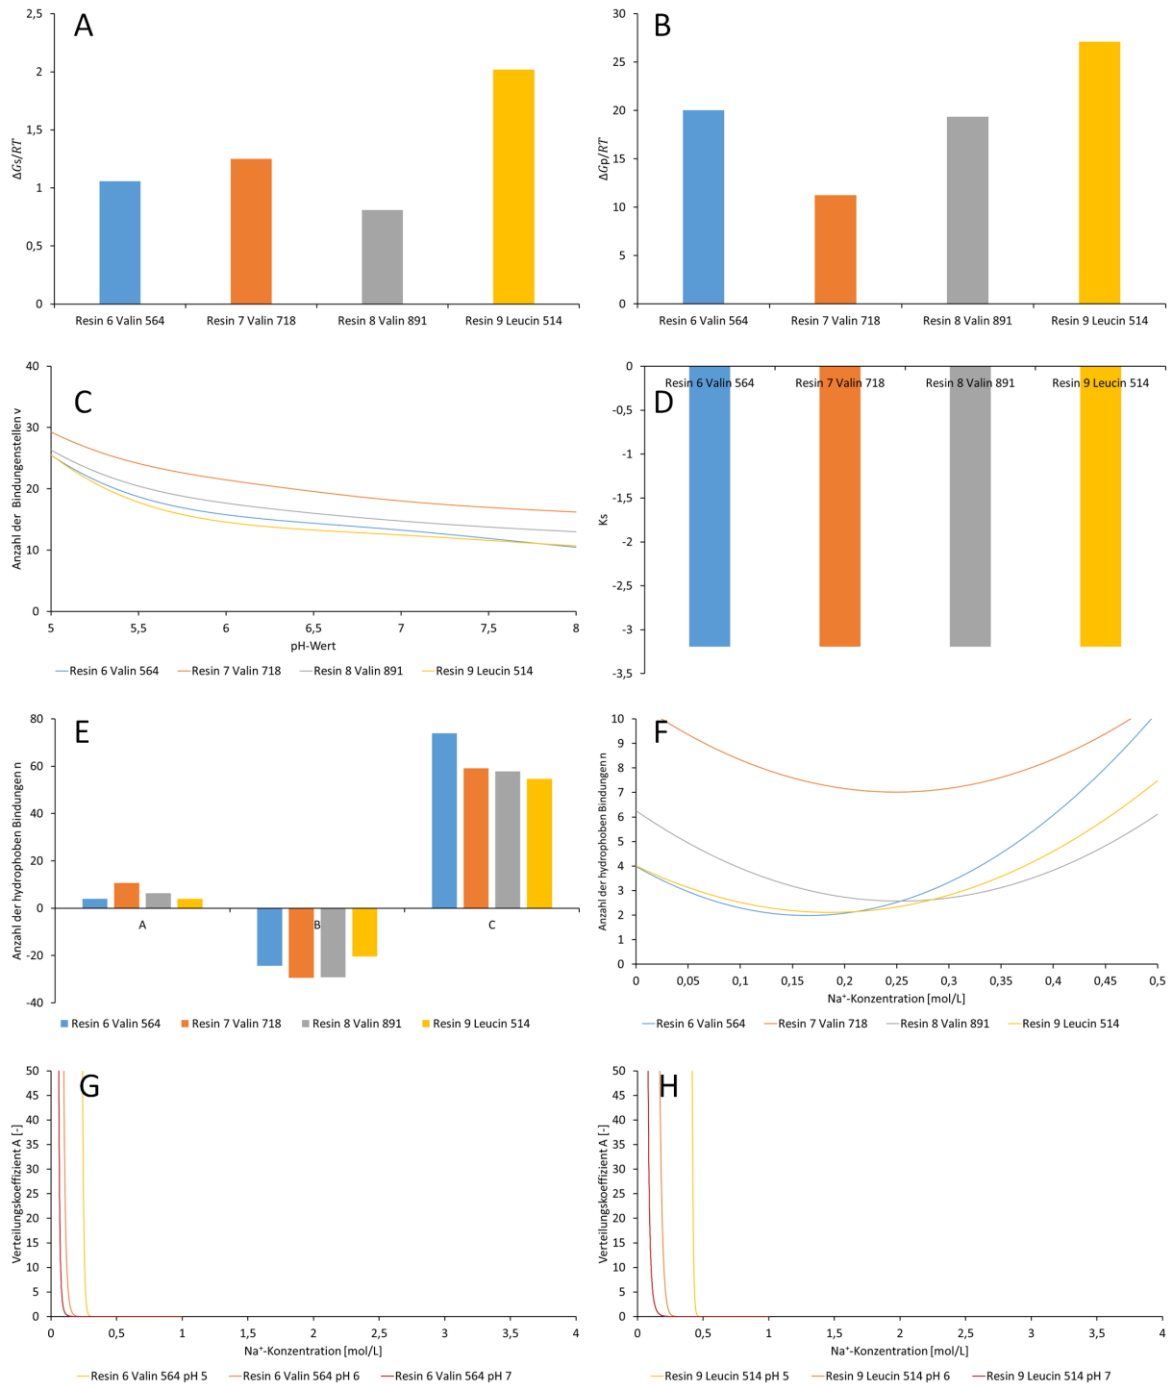 A
ΔGs/RT
2,5
2
1,5
1
0,5
0
Resin 6 Valin 564 Resin 7 Valin 718 Resin 8 Valin 891 Resin 9 Leucin 514
B
ΔGp/RT
30
25
20
15
10
5
0
Resin 6 Valin 564 Resin 7 Valin 718 Resin 8 Valin 891 Resin 9 Leucin 514
C
Anzahl der Bindungenstellen v
40
30
20
10
0
5 5,5 6 6,5 7 7,5 8
pH-Wert
Resin 6 Valin 564 Resin 7 Valin 718 Resin 8 Valin 891 Resin 9 Leucin 514
D
Ks
0
-0,5
-1
-1,5
-2
-2,5
-3
-3,5
Resin 6 Valin 564 Resin 7 Valin 718 Resin 8 Valin 891 Resin 9 Leucin 514
E
Anzahl der hydrophoben Bindungen n
80
60
40
20
0
-20
-40
A B C
Resin 6 Valin 564 Resin 7 Valin 718 Resin 8 Valin 891 Resin 9 Leucin 514
F
Anzahl der hydrophoben Bindungen n
10
9
8
7
6
5
4
3
2
1
0
0 0,05 0,1 0,15 0,2 0,25 0,3 0,35 0,4 0,45 0,5
Na⁺-Konzentration [mol/L]
Resin 6 Valin 564 Resin 7 Valin 718 Resin 8 Valin 891 Resin 9 Leucin 514
G
Verteilungskoeffizient A [-]
50
45
40
35
30
25
20
15
10
5
0
0 0,5 1 1,5 2 2,5 3 3,5 4
Na⁺-Konzentration [mol/L]
Resin 6 Valin 564 pH 5 Resin 6 Valin 564 pH 6 Resin 6 Valin 564 pH 7
H
Verteilungskoeffizient A [-]
50
45
40
35
30
25
20
15
10
5
0
0 0,5 1 1,5 2 2,5 3 3,5 4
Na⁺-Konzentration [mol/L]
Resin 9 Leucin 514 pH 5 Resin 9 Leucin 514 pH 6 Resin 9 Leucin 514 pH 7